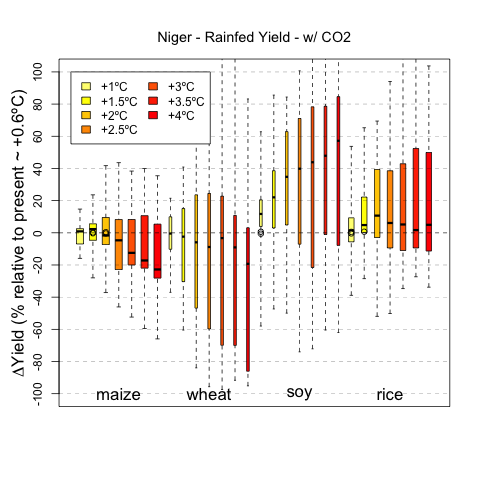 Niger - Rainfed Yield - w/ CO2
ΔYield (% relative to present ~ +0.6ºC)
100
80
60
40
20
0
-20
-40
-60
-80
-100
+1ºC
+1.5ºC
+2ºC
+2.5ºC
+3ºC
+3.5ºC
+4ºC
maize
wheat
soy
rice